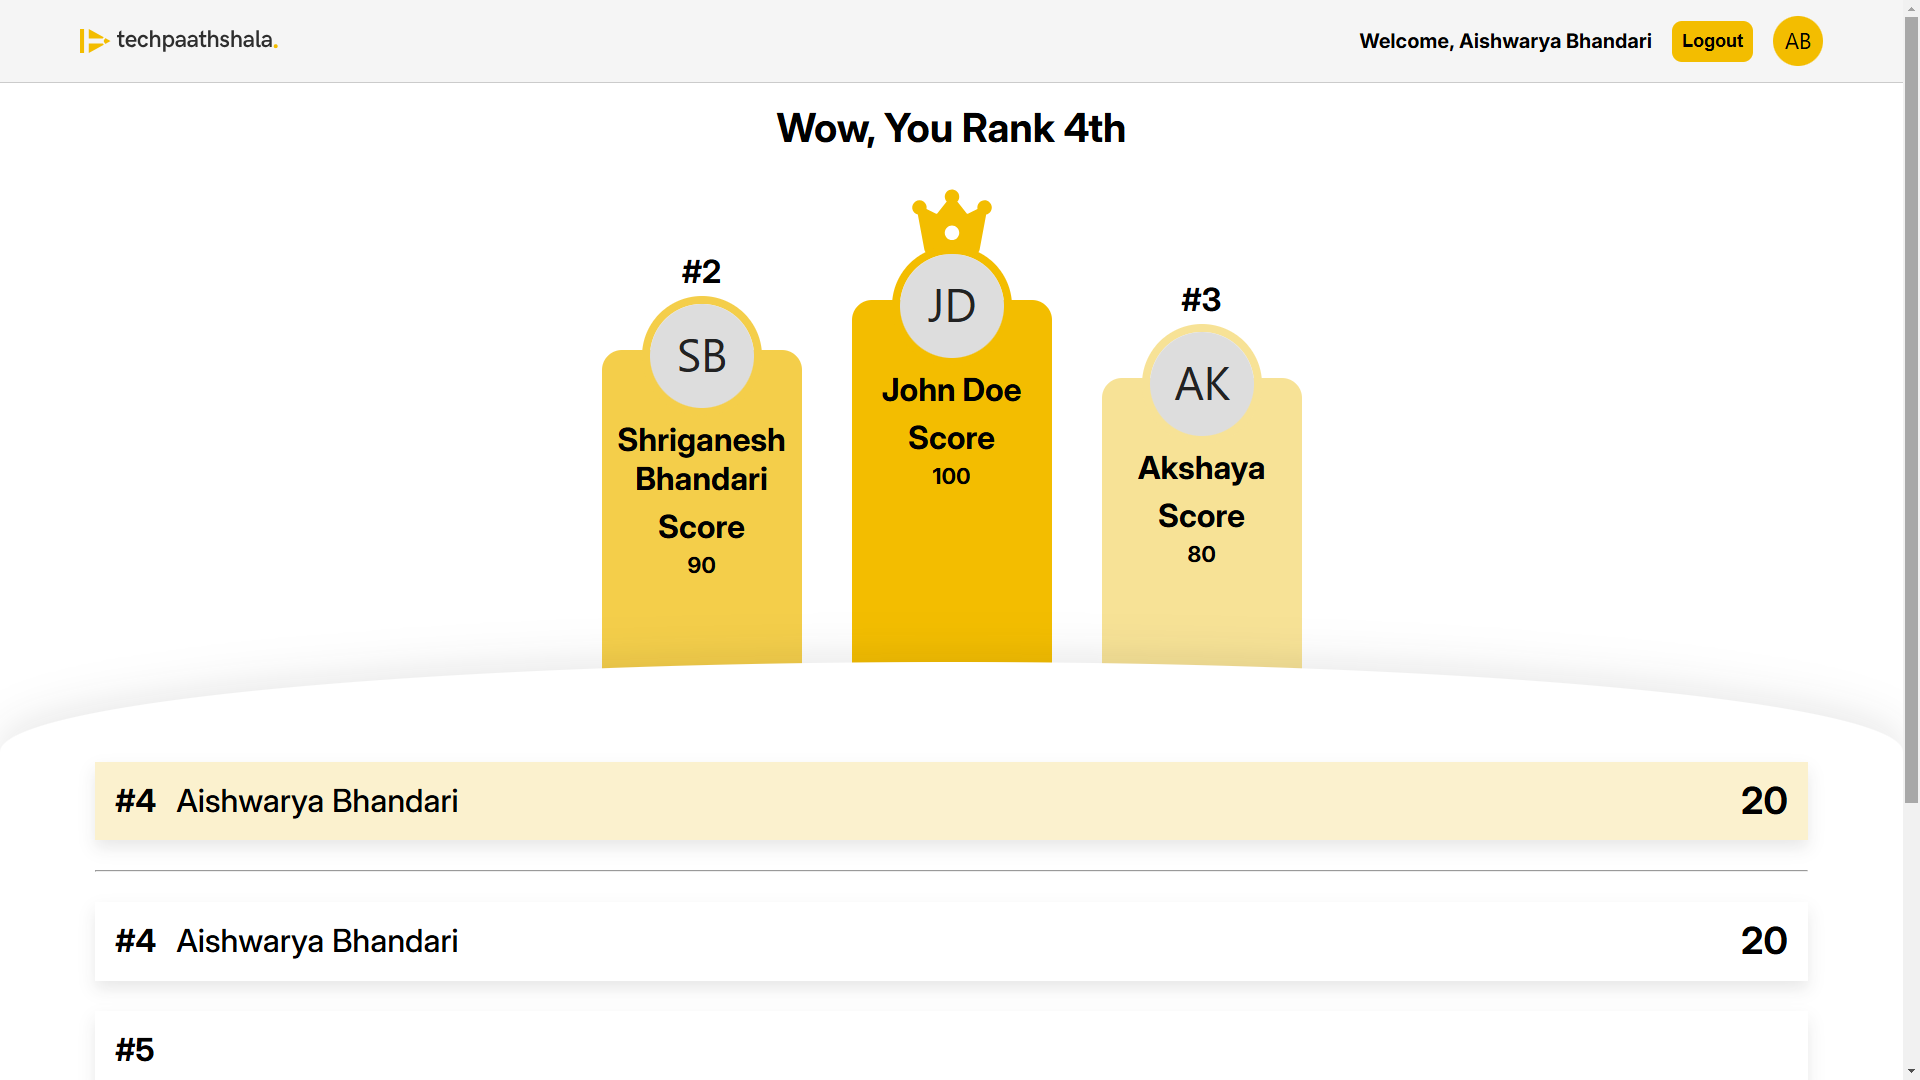 techpaathshala.
Welcome, Aishwarya Bhandari
Logout
AB
Wow, You Rank 4th
#2
SB
Shriganesh
Bhandari
Score
90
JD
John Doe
Score
100
#3
AK
Akshaya
Score
80
#4 Aishwarya Bhandari 20
#4 Aishwarya Bhandari 20
#5